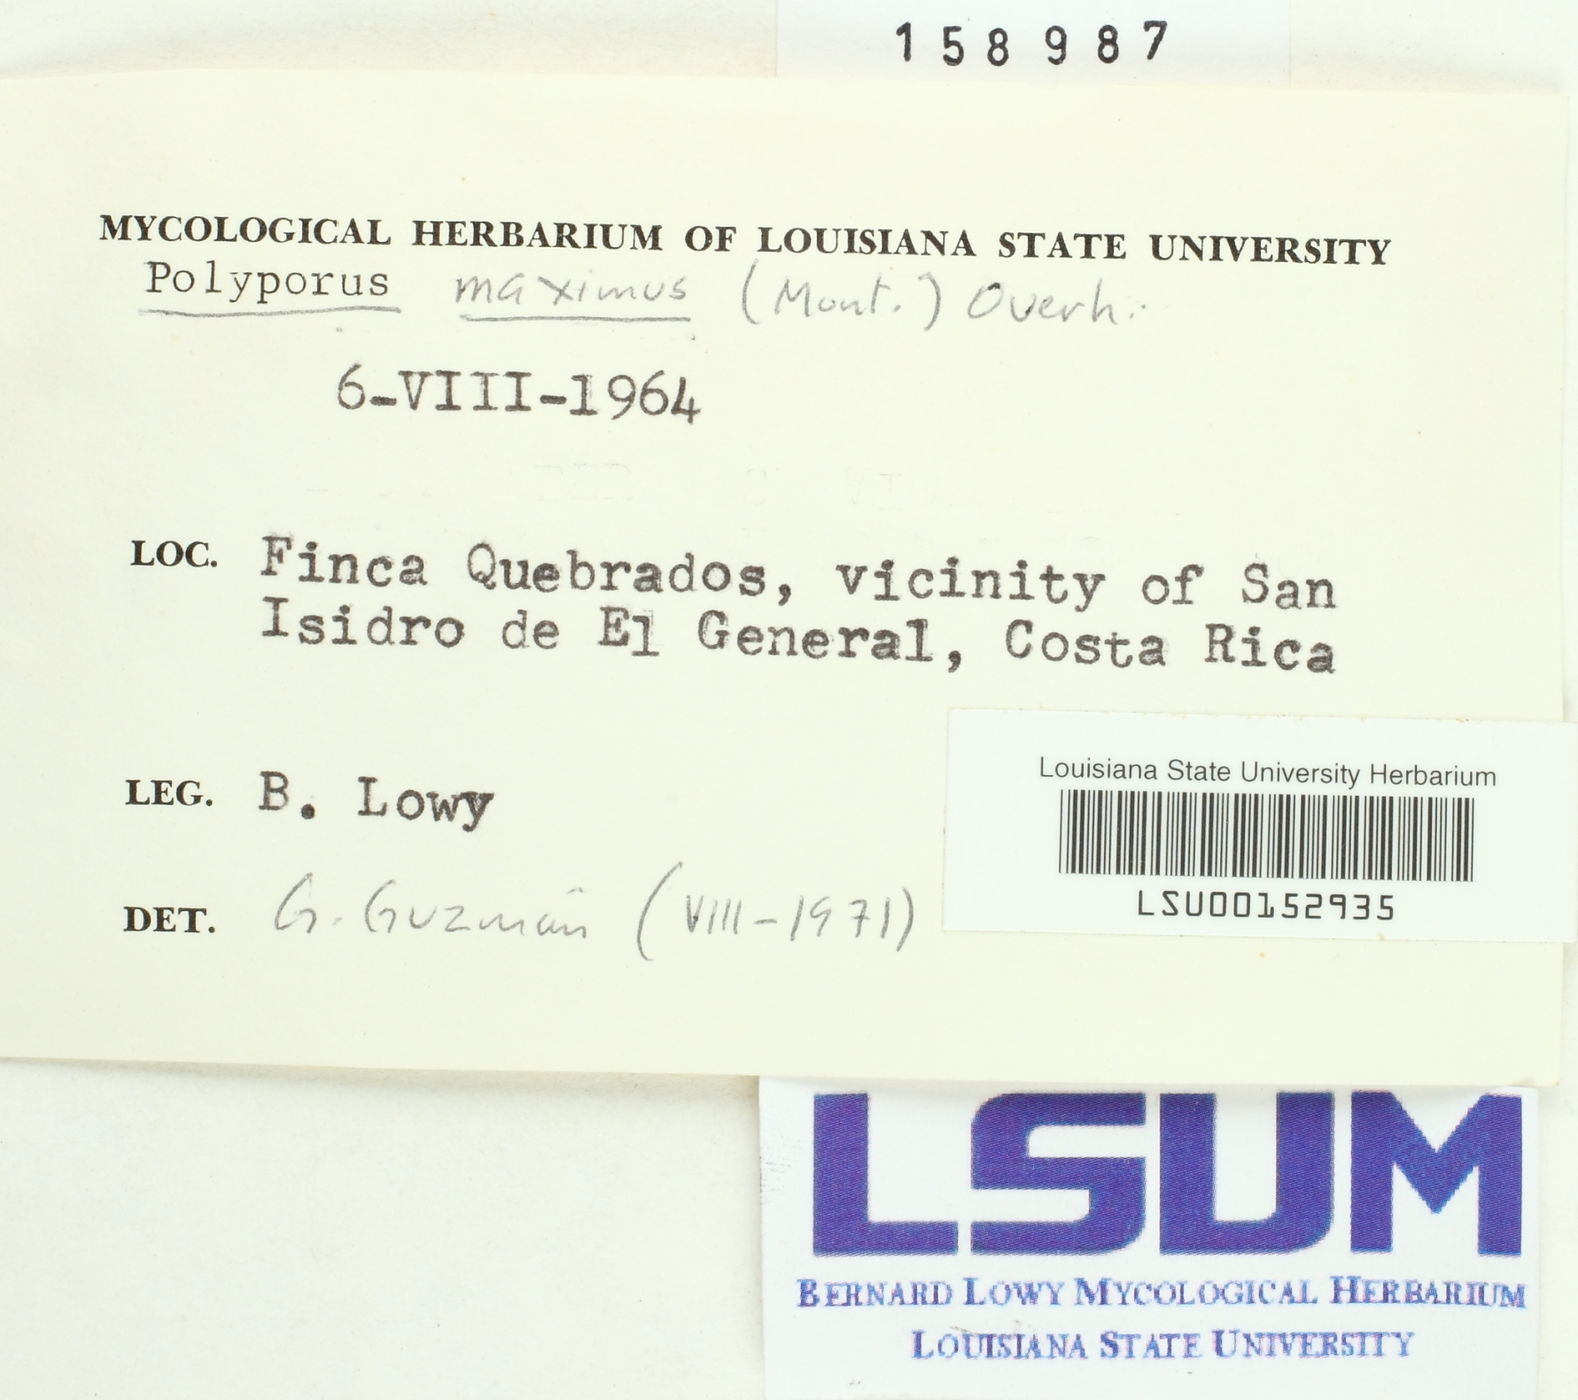 158987
MYCOLOGICAL HERBARIUM OF LOUISIANA STATE UNIVERSITY
Polyporus maximus (Mont.) Overh.
6-VIII-1964
LOC. Finca Quebrados, vicinity of San
Isidro de El General, Costa Rica
LEG. B. Lowy
DET. G. Guzmán (VIII-1971)
Louisiana State University Herbarium
LSU00152935
LSUM
BERNARD LOWY MYCOLOGICAL HERBARIUM
LOUISIANA STATE UNIVERSITY